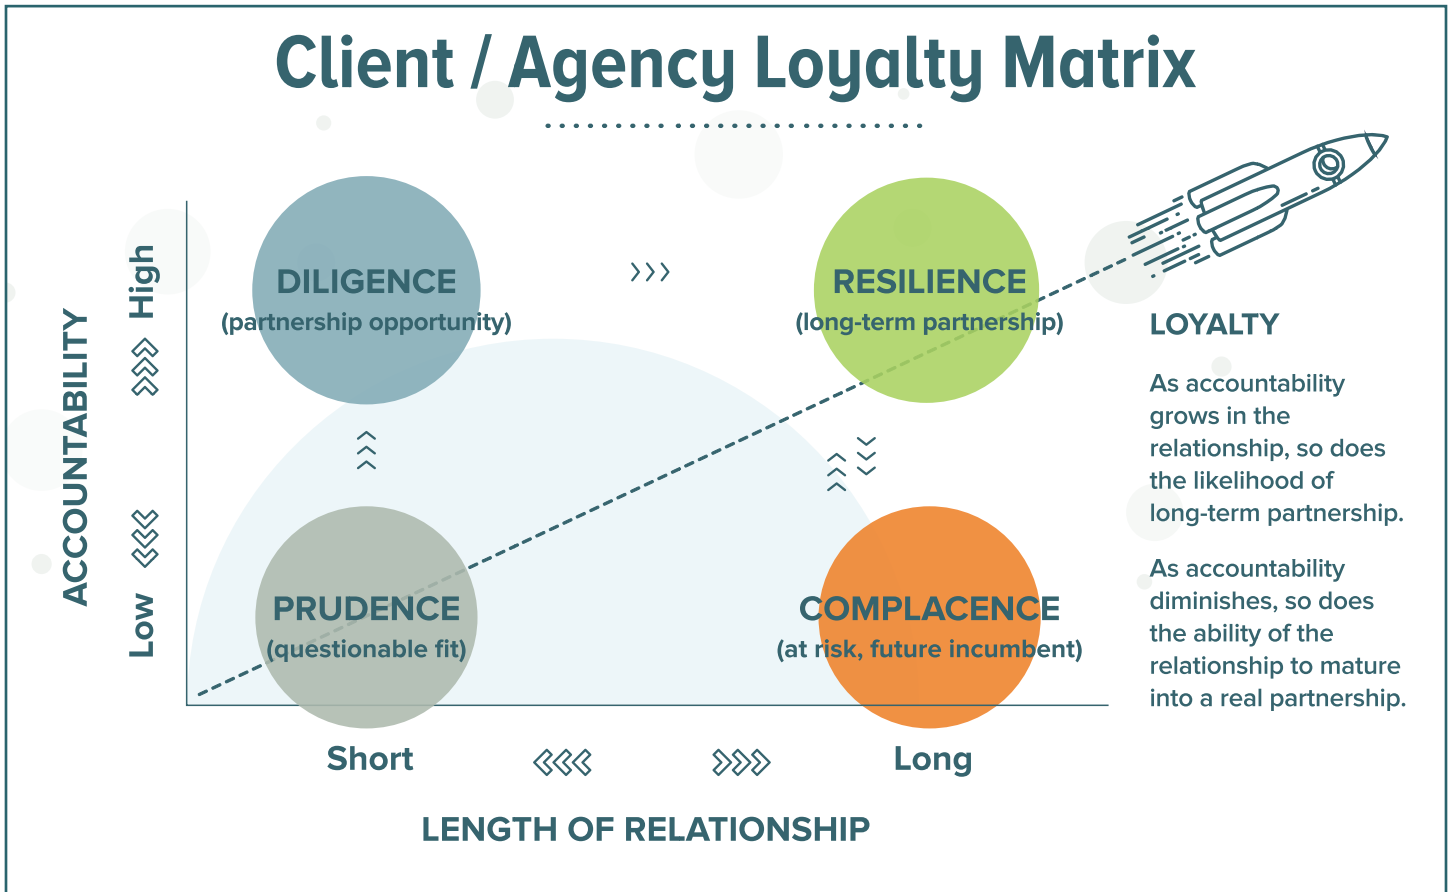 Client / Agency Loyalty Matrix
ACCOUNTABILITY
High
Low
DILIGENCE
(partnership opportunity)
RESILIENCE
(long-term partnership)
PRUDENCE
(questionable fit)
COMPLACENCE
(at risk, future incumbent)
Short
Long
LENGTH OF RELATIONSHIP
LOYALTY
As accountability
grows in the
relationship, so does
the likelihood of
long-term partnership.
As accountability
diminishes, so does
the ability of the
relationship to mature
into a real partnership.